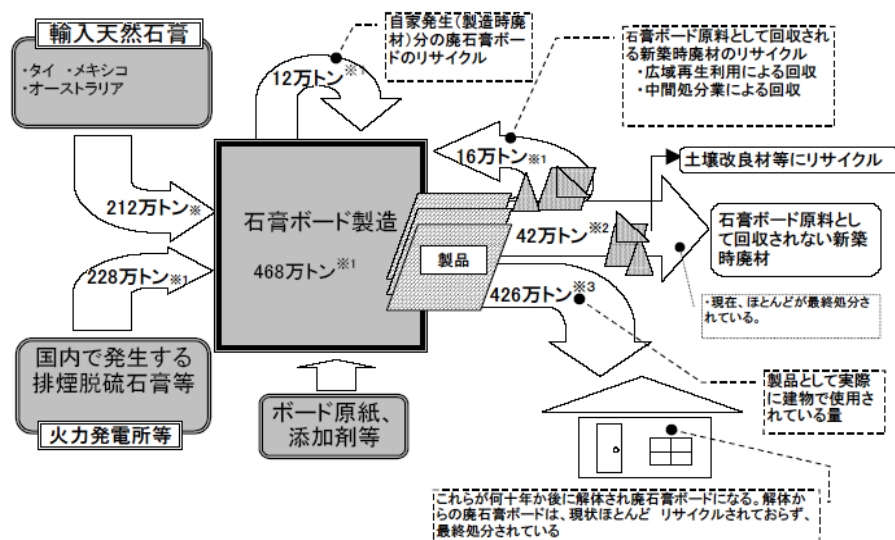 輸入天然石膏
・タイ ・メキシコ
・オーストラリア
自家発生(製造時廃
材)分の廃石膏ボー
ドのリサイクル
12万トン※1
石膏ボード原料として回収され
る新築時廃材のリサイクル
・広域再生利用による回収
・中間処分業による回収
16万トン※1
土壌改良材等にリサイクル
212万トン※
石膏ボード製造
468万トン※1
製品
42万トン※2
石膏ボード原料とし
て回収されない新築
時廃材
228万トン※1
426万トン※3
・現在、ほとんどが最終処分さ
れている。
国内で発生する
排煙脱硫石膏等
火力発電所等
ボード原紙、
添加剤等
製品として実際
に建物で使用さ
れている量
これらが何十年か後に解体され廃石膏ボードになる。解体か
らの廃石膏ボードは、現状ほとんど リサイクルされておらず、
最終処分されている